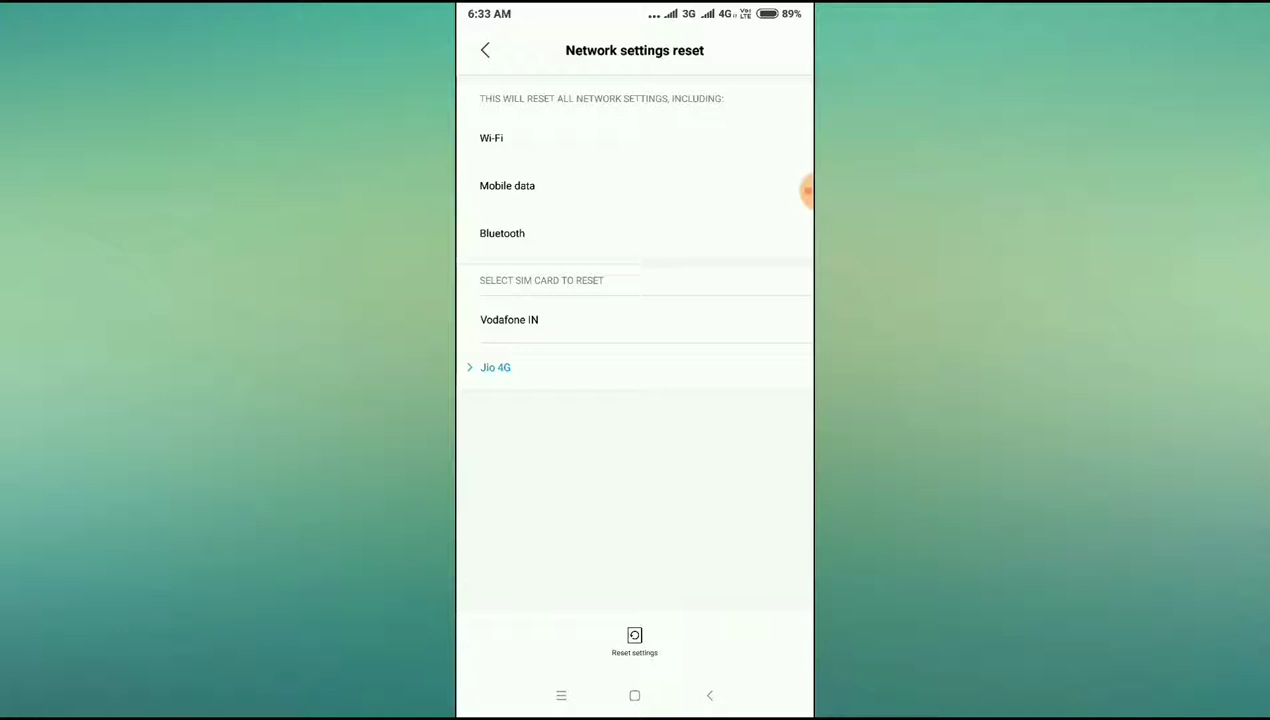 6:33 AM ... 3G 4G VoLTE 89%
Network settings reset
THIS WILL RESET ALL NETWORK SETTINGS, INCLUDING:
Wi-Fi
Mobile data
Bluetooth
SELECT SIM CARD TO RESET
Vodafone IN
Jio 4G
Reset settings